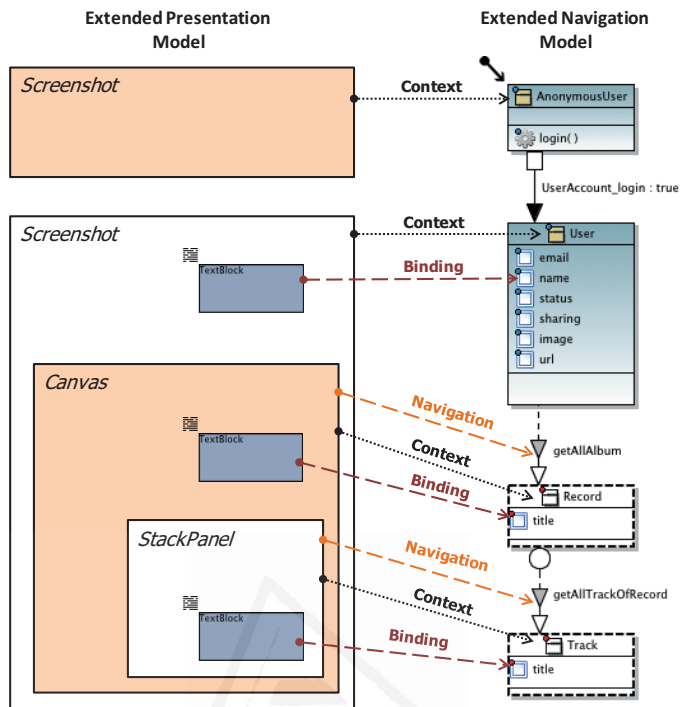 Extended Presentation
Model
Extended Navigation
Model
Screenshot
Context
AnonymousUser
login( )
UserAccount_login : true
Screenshot
Context
User
TextBlock
Binding
email
name
status
sharing
image
url
Canvas
Navigation
getAllAlbum
TextBlock
Context
Binding
Record
title
StackPanel
Navigation
getAllTrackOfRecord
Context
TextBlock
Binding
Track
title